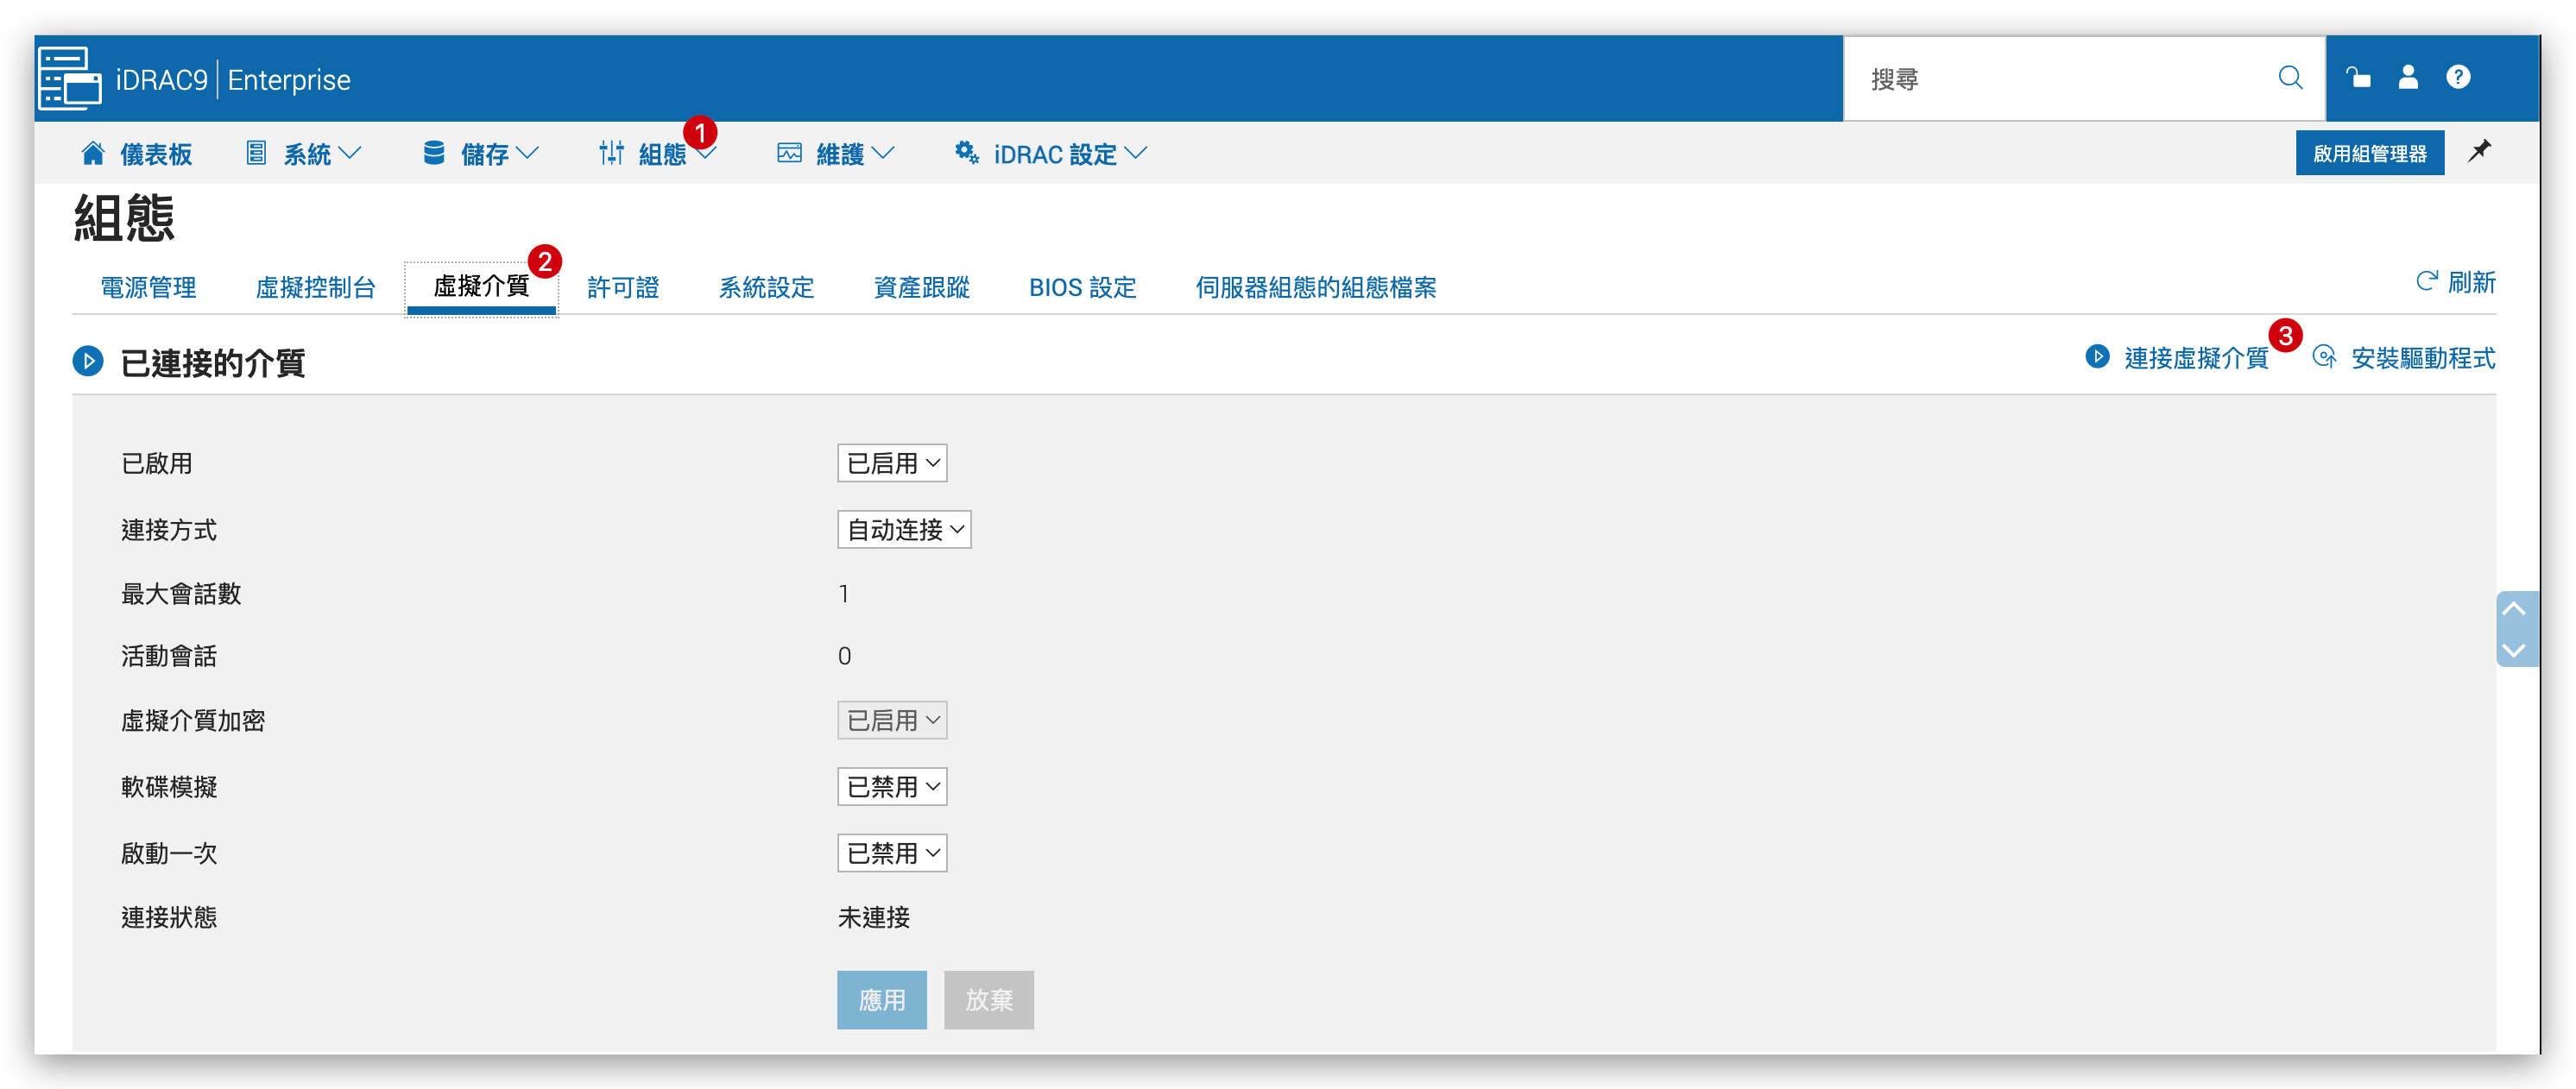 iDRAC9 | Enterprise 搜尋
儀表板 系統 儲存 組態 1 維護 iDRAC 設定 啟用組管理器
組態
電源管理 虛擬控制台 虛擬介質 2 許可證 系統設定 資產跟蹤 BIOS 設定 伺服器組態的組態檔案 刷新
已連接的介質 連接虛擬介質 3 安裝驅動程式
已啟用 已启用
連接方式 自动连接
最大會話數 1
活動會話 0
虛擬介質加密 已启用
軟碟模擬 已禁用
啟動一次 已禁用
連接狀態 未連接
應用 放棄